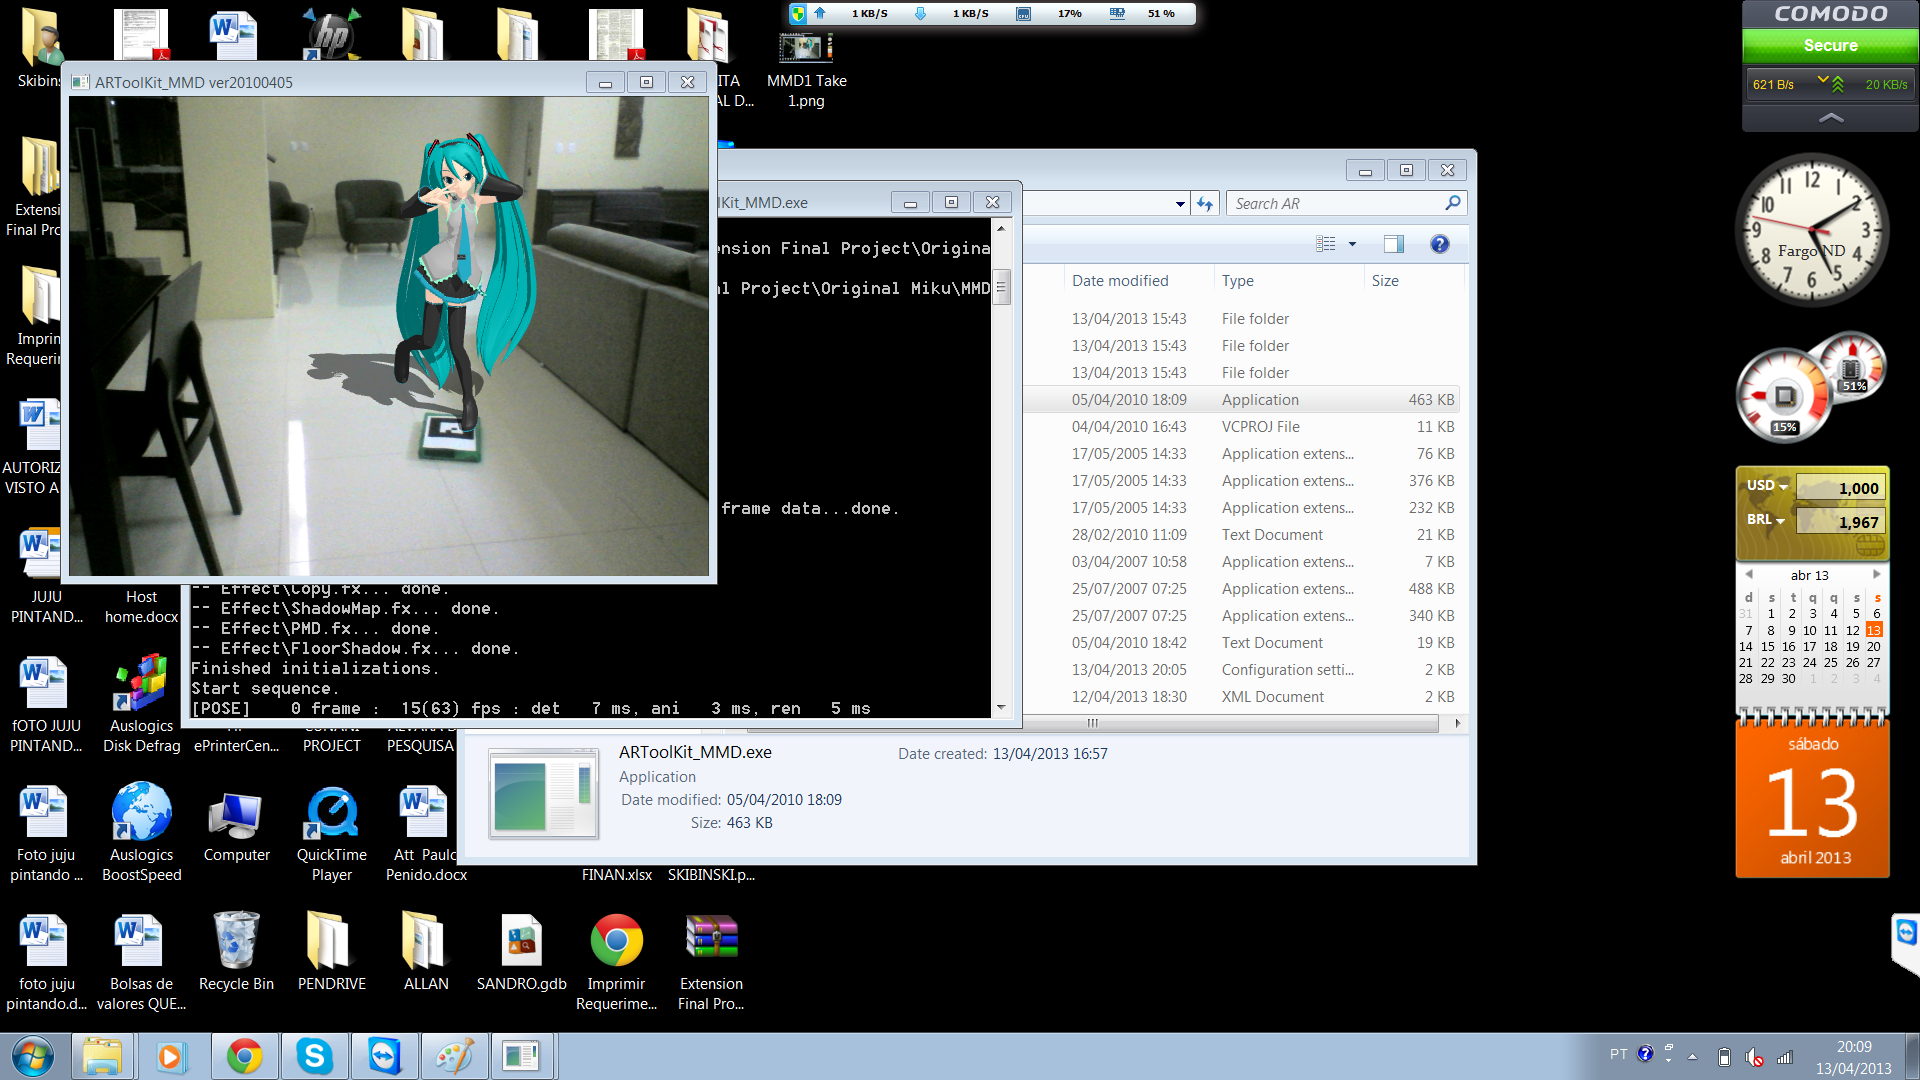 1 KB/S
1 KB/S
17%
51 %
COMODO
Secure
621 B/s
20 KB/s
MMD1 Take
1.png
ARToolKit_MMD ver20100405
Kit_MMD.exe
Search AR
ension Final Project\Origina
l Project\Original Miku\MMD
frame data...done.
-- Effect\Copy.fx... done.
-- Effect\ShadowMap.fx... done.
-- Effect\PMD.fx... done.
-- Effect\FloorShadow.fx... done.
Finished initializations.
Start sequence.
[POSE] 0 frame : 15(63) fps : det 7 ms, ani 3 ms, ren 5 ms
Date modified Type Size
13/04/2013 15:43 File folder
13/04/2013 15:43 File folder
13/04/2013 15:43 File folder
05/04/2010 18:09 Application 463 KB
04/04/2010 16:43 VCPROJ File 11 KB
17/05/2005 14:33 Application extens... 76 KB
17/05/2005 14:33 Application extens... 376 KB
17/05/2005 14:33 Application extens... 232 KB
28/02/2010 11:09 Text Document 21 KB
03/04/2007 10:58 Application extens... 7 KB
25/07/2007 07:25 Application extens... 488 KB
25/07/2007 07:25 Application extens... 340 KB
05/04/2010 18:42 Text Document 19 KB
13/04/2013 20:05 Configuration setti... 2 KB
12/04/2013 18:30 XML Document 2 KB
ARToolKit_MMD.exe
Date created: 13/04/2013 16:57
Application
Date modified: 05/04/2010 18:09
Size: 463 KB
Skibins
ITA
AL D...
Extensi
Final Pro
Imprim
Requerim
AUTORIZ
VISTO A
JUJU
PINTAND...
Host
home.docx
fOTO JUJU
PINTAND...
Auslogics
Disk Defrag
ePrinterCen...
PROJECT
PESQUISA
Foto juju
pintando ...
Auslogics
BoostSpeed
Computer
QuickTime
Player
Att Paulo
Penido.docx
FINAN.xlsx
SKIBINSKI.p...
foto juju
pintando.d...
Bolsas de
valores QUE...
Recycle Bin
PENDRIVE
ALLAN
SANDRO.gdb
Imprimir
Requerime...
Extension
Final Pro...
12
11 1
10 2
9 3
8 4
7 5
6
Fargo ND
51%
15%
USD 1,000
BRL 1,967
abr 13
d s t q q s s
31 1 2 3 4 5 6
7 8 9 10 11 12 13
14 15 16 17 18 19 20
21 22 23 24 25 26 27
28 29 30 1 2 3 4
sábado
13
abril 2013
PT
20:09
13/04/2013